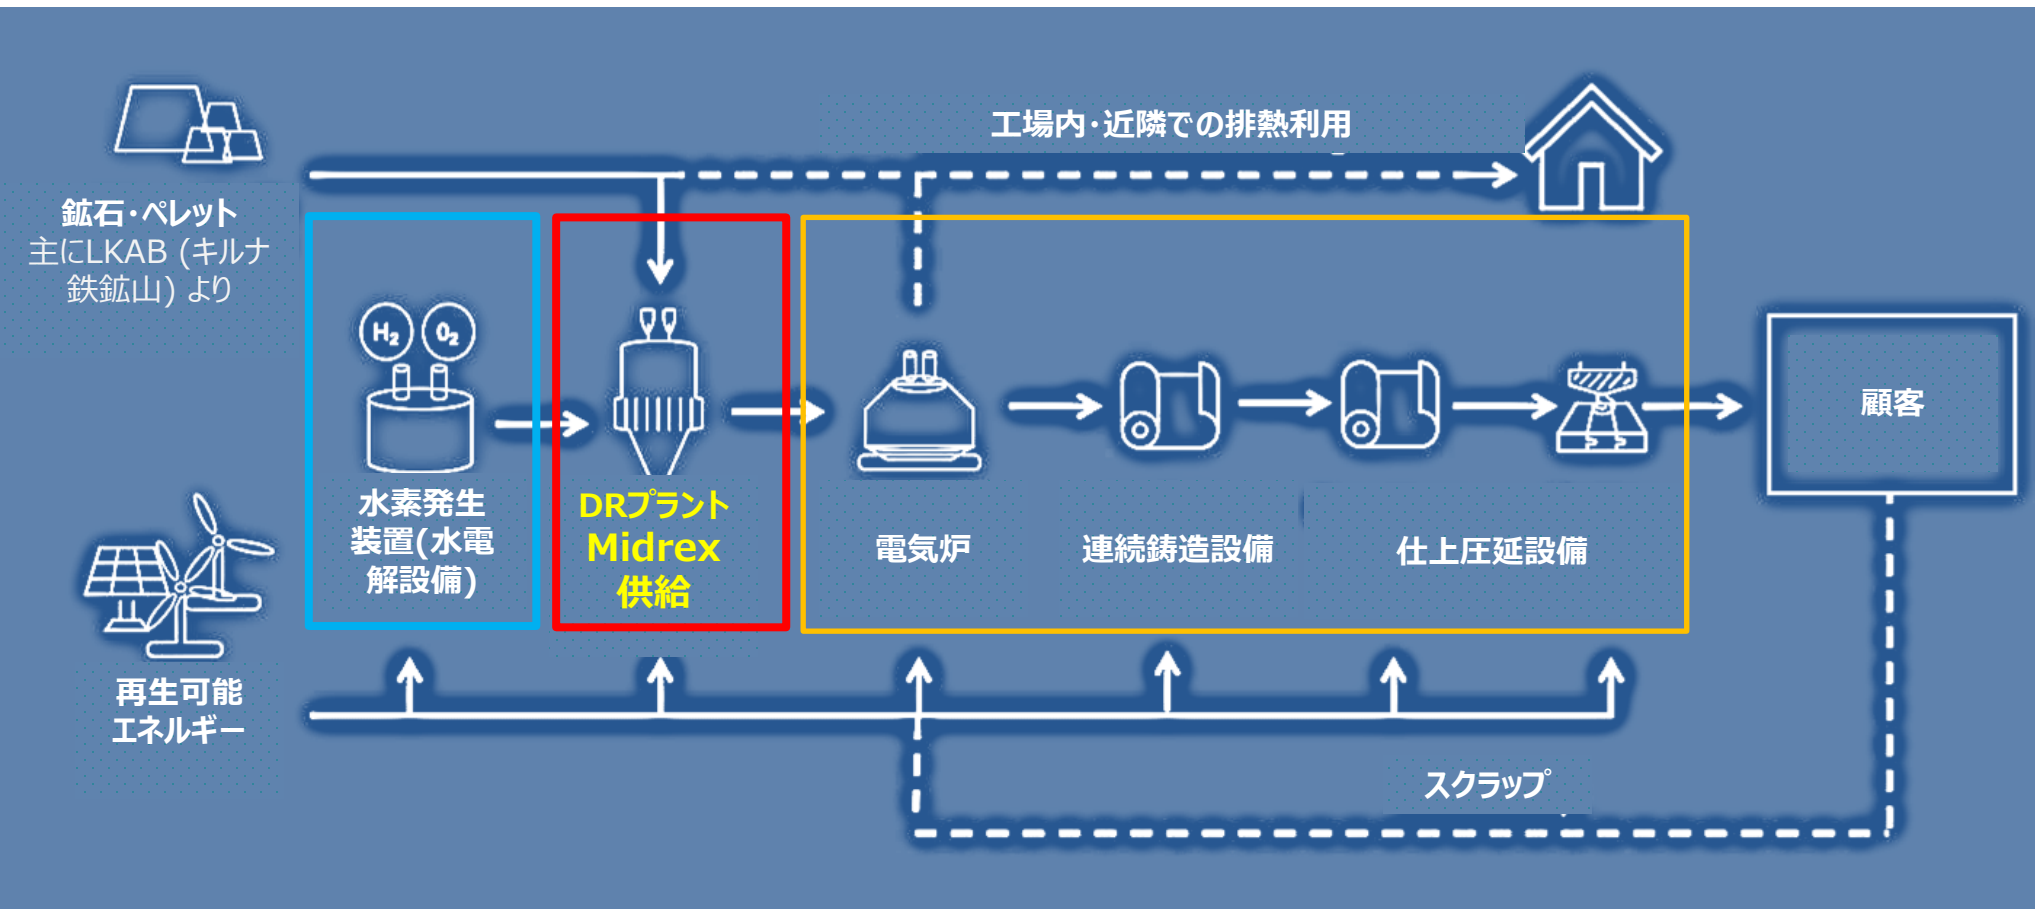 工場内・近隣での排熱利用
鉱石・ペレット
主にLKAB (キルナ
鉄鉱山) より
H2 O2
水素発生
装置(水電
解設備)
DRプラント
Midrex
供給
電気炉
連続鋳造設備
仕上圧延設備
顧客
再生可能
エネルギー
スクラップ